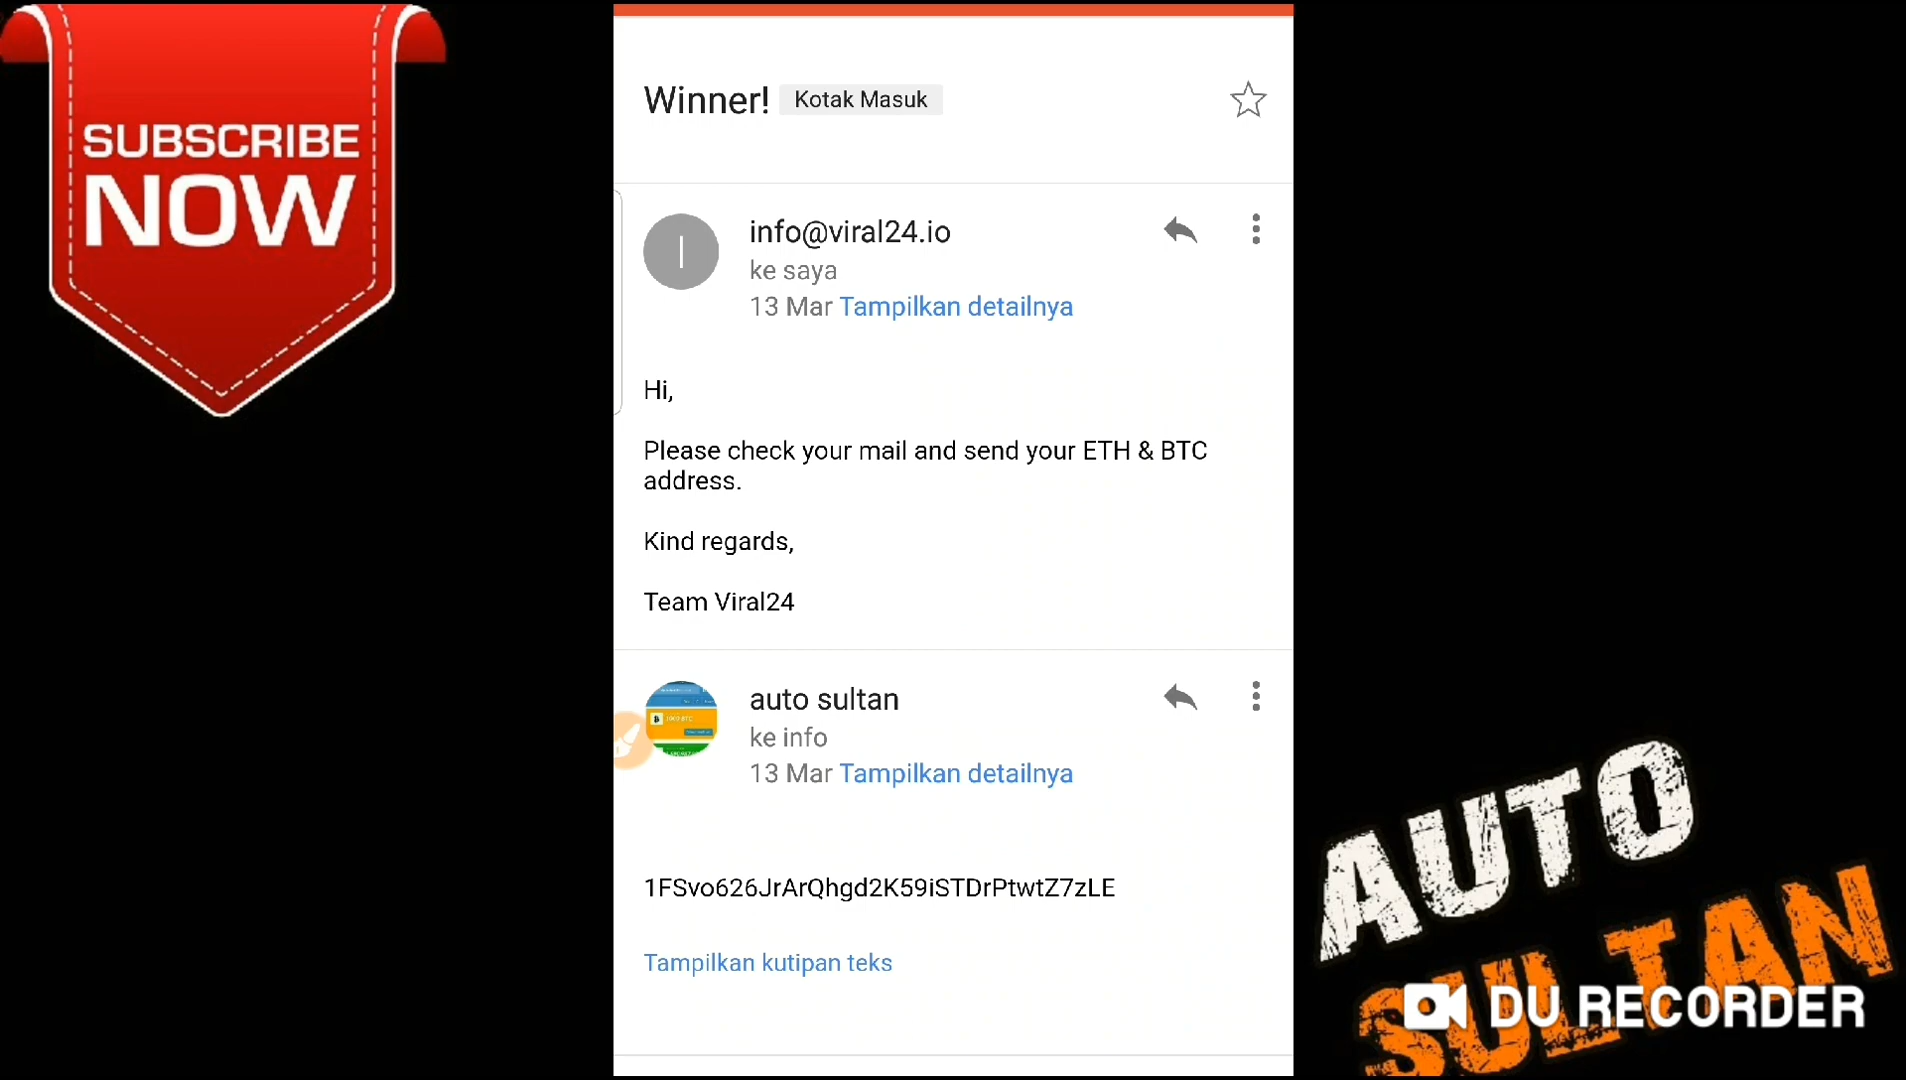 SUBSCRIBE
NOW
Winner! Kotak Masuk
I
info@viral24.io
ke saya
13 Mar Tampilkan detailnya
Hi,
Please check your mail and send your ETH & BTC
address.
Kind regards,
Team Viral24
auto sultan
ke info
13 Mar Tampilkan detailnya
1FSvo626JrArQhgd2K59iSTDrPtwtZ7zLE
Tampilkan kutipan teks
AUTO
SULTAN
DU RECORDER